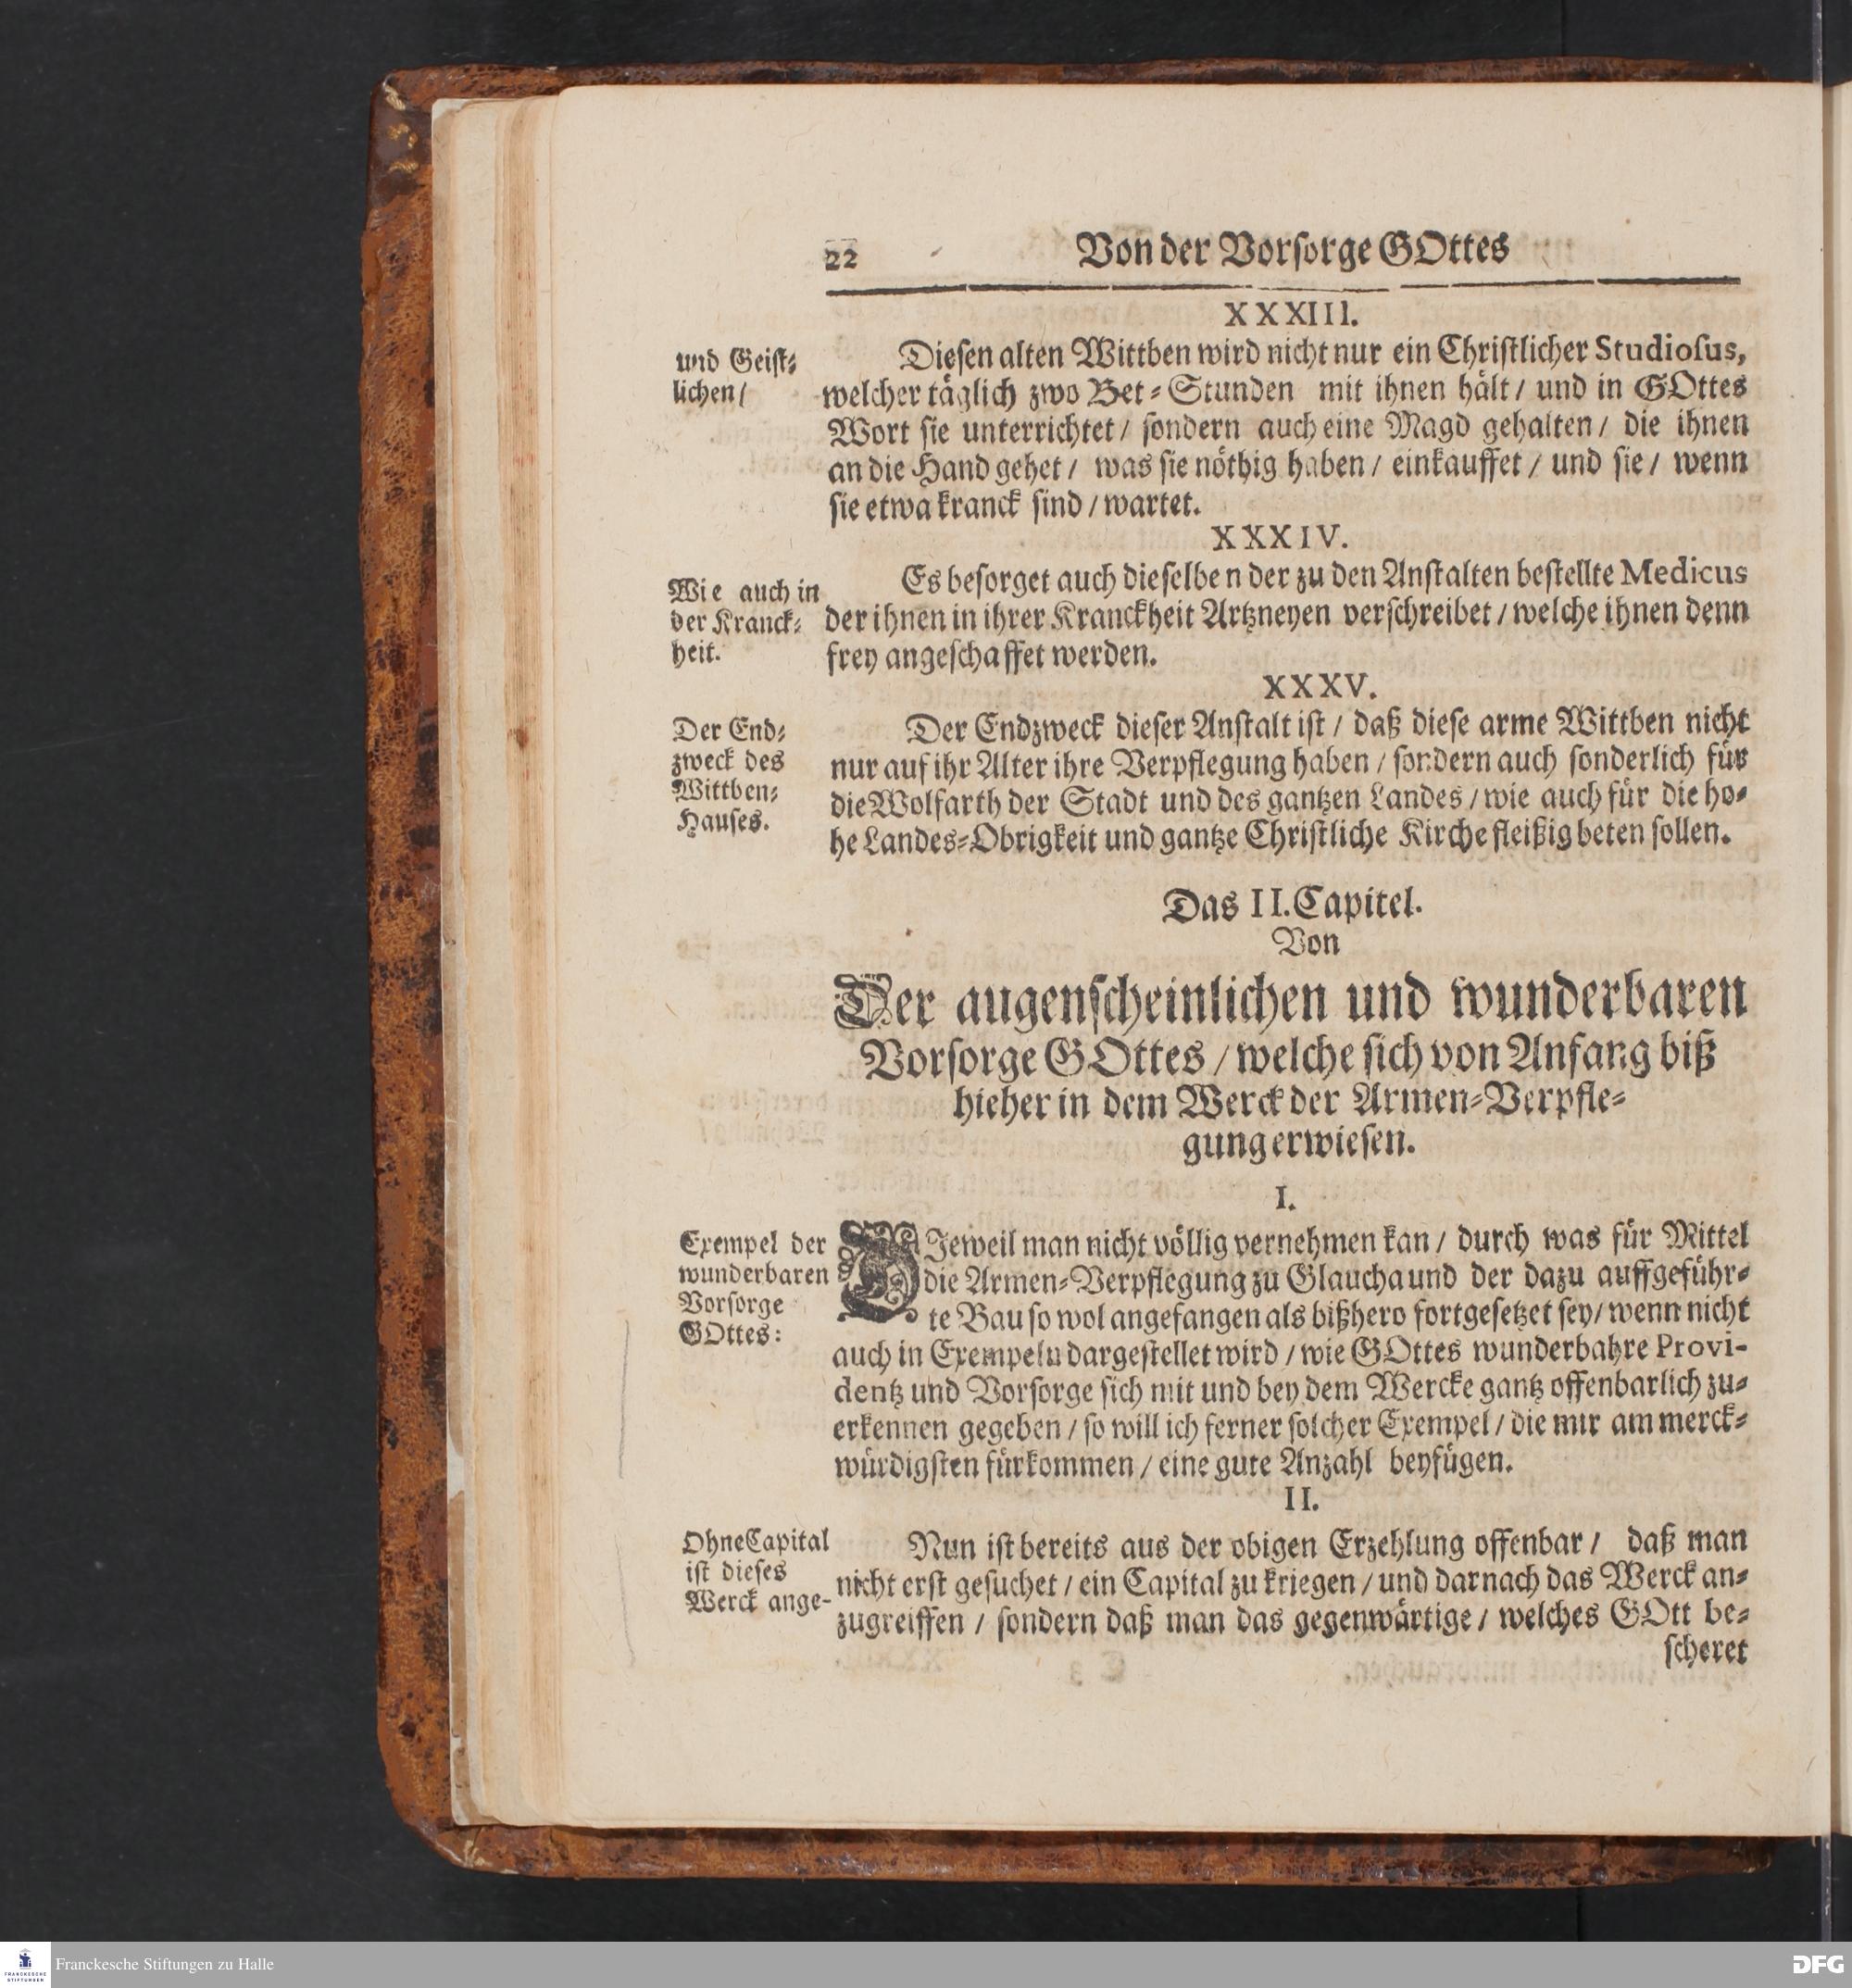 22
Von der Vorsorge GOttes
XXXIII.
und Geist-
lichen/
Diesen alten Wittben wird nicht nur ein Christlicher Studiosus,
welcher täglich zwo Bet-Stunden mit ihnen hält / und in GOttes
Wort sie unterrichtet / sondern auch eine Magd gehalten / die ihnen
an die Hand gehet / was sie nöthig haben / einkauffet / und sie / wenn
sie etwa kranck sind / wartet.
XXXIV.
Wie auch in
der Kranck-
heit.
Es besorget auch dieselben der zu den Anstalten bestellte Medicus
der ihnen in ihrer Kranckheit Artzneyen verschreibet / welche ihnen denn
frey angeschaffet werden.
XXXV.
Der End-
zweck des
Wittben-
Hauses.
Der Endzweck dieser Anstalt ist / daß diese arme Wittben nicht
nur auf ihr Alter ihre Verpflegung haben / sondern auch sonderlich für
die Wolfarth der Stadt und des gantzen Landes / wie auch für die ho-
he Landes-Obrigkeit und gantze Christliche Kirche fleißig beten sollen.
Das II. Capitel.
Von
Der augenscheinlichen und wunderbaren
Vorsorge GOttes / welche sich von Anfang biß
hieher in dem Werck der Armen-Verpfle-
gung erwiesen.
I.
Exempel der
wunderbaren
Vorsorge
GOttes:
DIeweil man nicht völlig vernehmen kan / durch was für Mittel
die Armen-Verpflegung zu Glaucha und der dazu auffgeführ-
te Bau so wol angefangen als bißhero fortgesetzet sey / wenn nicht
auch in Exempeln dargestellet wird / wie GOttes wunderbahre Provi-
dentz und Vorsorge sich mit und bey dem Wercke gantz offenbarlich zu-
erkennen gegeben / so will ich ferner solcher Exempel / die mir am merck-
würdigsten fürkommen / eine gute Anzahl beyfügen.
II.
Ohne Capital
ist dieses
Werck ange-
Nun ist bereits aus der obigen Erzehlung offenbar / daß man
nicht erst gesuchet / ein Capital zu kriegen / und darnach das Werck an-
zugreiffen / sondern daß man das gegenwärtige / welches GOtt be-
scheret
FRANCKESCHE
STIFTUNGEN
Franckesche Stiftungen zu Halle
DFG